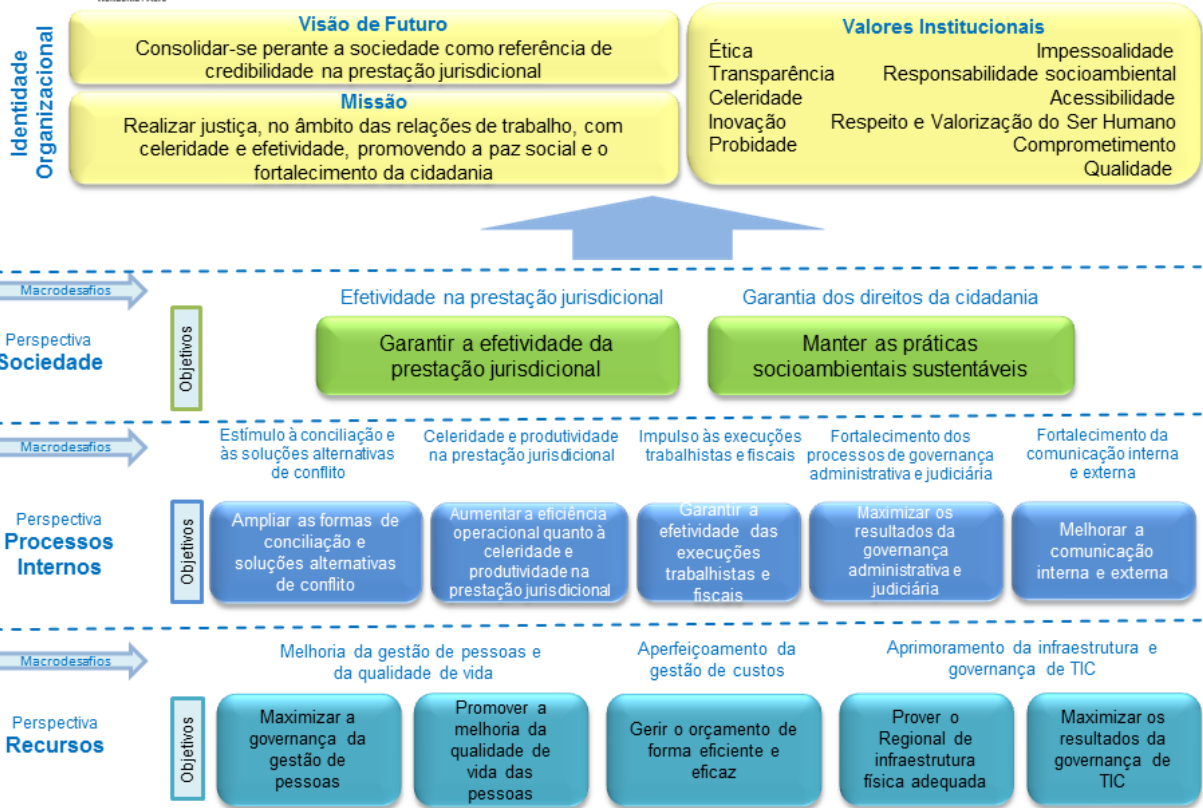 Identidade
Organizacional
Visão de Futuro
Consolidar-se perante a sociedade como referência de
credibilidade na prestação jurisdicional
Missão
Realizar justiça, no âmbito das relações de trabalho, com
celeridade e efetividade, promovendo a paz social e o
fortalecimento da cidadania
Valores Institucionais
Ética Impessoalidade
Transparência Responsabilidade socioambiental
Celeridade Acessibilidade
Inovação Respeito e Valorização do Ser Humano
Probidade Comprometimento
Qualidade
Macrodesafios
Efetividade na prestação jurisdicional
Garantia dos direitos da cidadania
Perspectiva
Sociedade
Objetivos
Garantir a efetividade da
prestação jurisdicional
Manter as práticas
socioambientais sustentáveis
Macrodesafios
Estímulo à conciliação e
às soluções alternativas
de conflito
Celeridade e produtividade
na prestação jurisdicional
Impulso às execuções
trabalhistas e fiscais
Fortalecimento dos
processos de governança
administrativa e judiciária
Fortalecimento da
comunicação interna
e externa
Perspectiva
Processos
Internos
Objetivos
Ampliar as formas de
conciliação e
soluções alternativas
de conflito
Aumentar a eficiência
operacional quanto à
celeridade e
produtividade na
prestação jurisdicional
Garantir a
efetividade das
execuções
trabalhistas e
fiscais
Maximizar os
resultados da
governança
administrativa e
judiciária
Melhorar a
comunicação
interna e externa
Macrodesafios
Melhoria da gestão de pessoas e
da qualidade de vida
Aperfeiçoamento da
gestão de custos
Aprimoramento da infraestrutura e
governança de TIC
Perspectiva
Recursos
Objetivos
Maximizar a
governança da
gestão de
pessoas
Promover a
melhoria da
qualidade de
vida das
pessoas
Gerir o orçamento de
forma eficiente e
eficaz
Prover o
Regional de
infraestrutura
física adequada
Maximizar os
resultados da
governança de
TIC